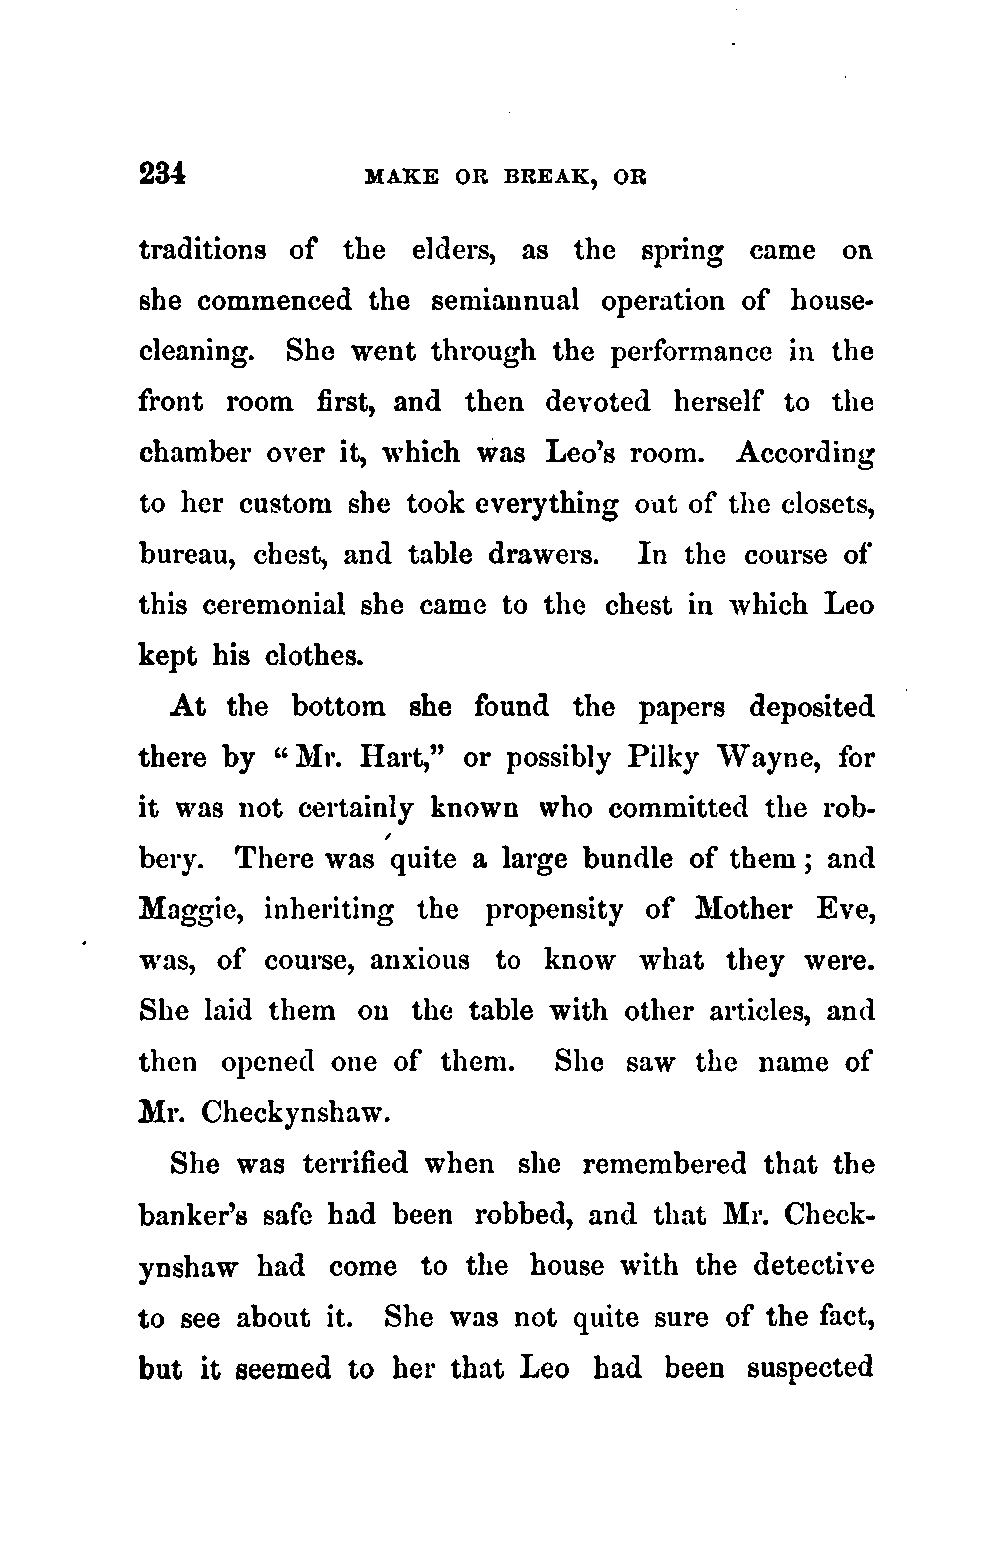 234 MAKE OR BREAK, OR
traditions of the elders, as the spring came on
she commenced the semiannual operation of house-
cleaning. She went through the performance in the
front room first, and then devoted herself to the
chamber over it, which was Leo's room. According
to her custom she took everything out of the closets,
bureau, chest, and table drawers. In the course of
this ceremonial she came to the chest in which Leo
kept his clothes.
At the bottom she found the papers deposited
there by “Mr. Hart,” or possibly Pilky Wayne, for
it was not certainly known who committed the rob-
bery. There was quite a large bundle of them; and
Maggie, inheriting the propensity of Mother Eve,
was, of course, anxious to know what they were.
She laid them on the table with other articles, and
then opened one of them. She saw the name of
Mr. Checkynshaw.
She was terrified when she remembered that the
banker's safe had been robbed, and that Mr. Check-
ynshaw had come to the house with the detective
to see about it. She was not quite sure of the fact,
but it seemed to her that Leo had been suspected